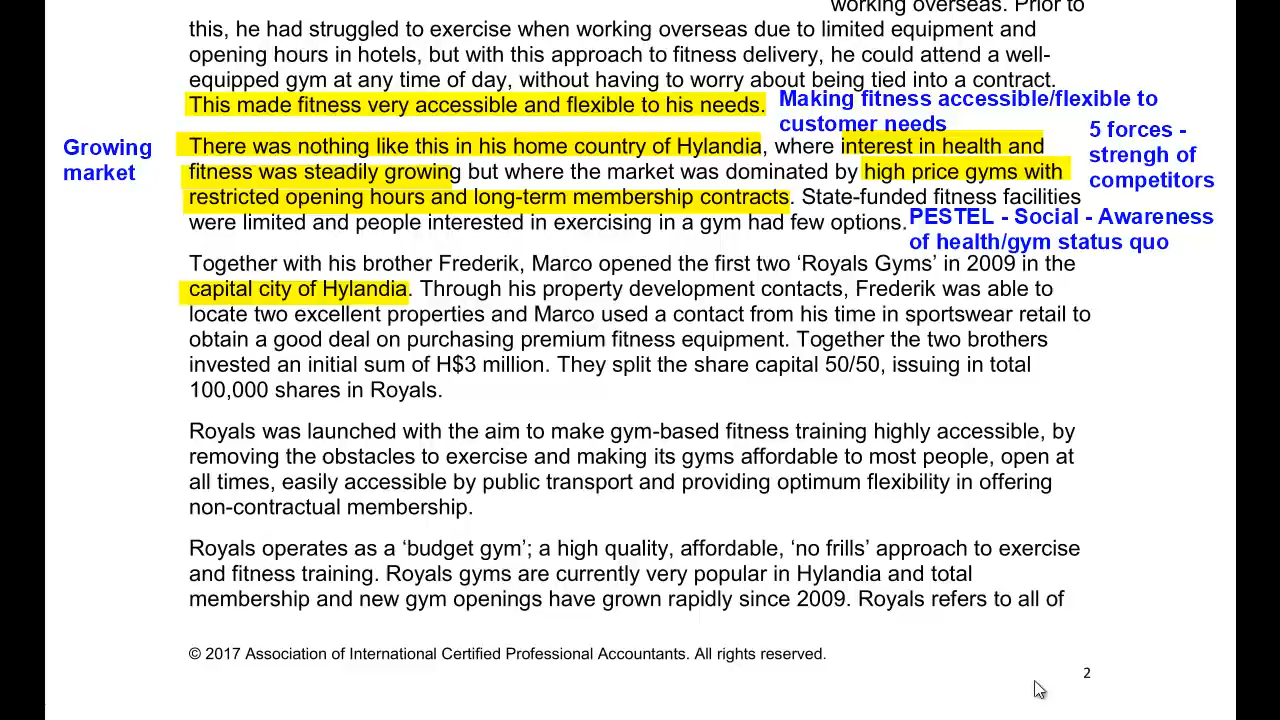 working overseas. Prior to
this, he had struggled to exercise when working overseas due to limited equipment and
opening hours in hotels, but with this approach to fitness delivery, he could attend a well-
equipped gym at any time of day, without having to worry about being tied into a contract.
This made fitness very accessible and flexible to his needs.
Making fitness accessible/flexible to
customer needs
Growing
market
There was nothing like this in his home country of Hylandia, where interest in health and
fitness was steadily growing but where the market was dominated by high price gyms with
restricted opening hours and long-term membership contracts. State-funded fitness facilities
were limited and people interested in exercising in a gym had few options.
5 forces -
strengh of
competitors
PESTEL - Social - Awareness
of health/gym status quo
Together with his brother Frederik, Marco opened the first two ‘Royals Gyms’ in 2009 in the
capital city of Hylandia. Through his property development contacts, Frederik was able to
locate two excellent properties and Marco used a contact from his time in sportswear retail to
obtain a good deal on purchasing premium fitness equipment. Together the two brothers
invested an initial sum of H$3 million. They split the share capital 50/50, issuing in total
100,000 shares in Royals.
Royals was launched with the aim to make gym-based fitness training highly accessible, by
removing the obstacles to exercise and making its gyms affordable to most people, open at
all times, easily accessible by public transport and providing optimum flexibility in offering
non-contractual membership.
Royals operates as a ‘budget gym’; a high quality, affordable, ‘no frills’ approach to exercise
and fitness training. Royals gyms are currently very popular in Hylandia and total
membership and new gym openings have grown rapidly since 2009. Royals refers to all of
© 2017 Association of International Certified Professional Accountants. All rights reserved.
2